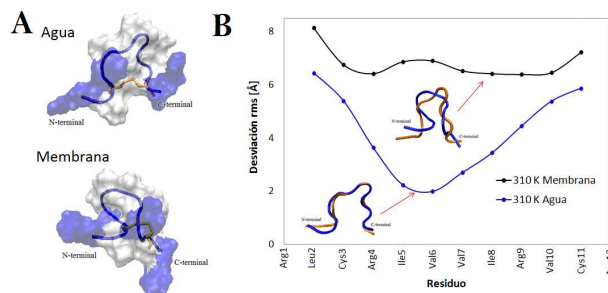 A
Agua
N-terminal
C-terminal
Membrana
N-terminal
C-terminal
B
Desviación rms [Å]
8
6
4
2
0
N-terminal
C-terminal
N-terminal
C-terminal
310 K Membrana
310 K Agua
Arg1
Leu2
Cys3
Arg4
Ile5
Val6
Val7
Ile8
Arg9
Val10
Cys11
Residuo